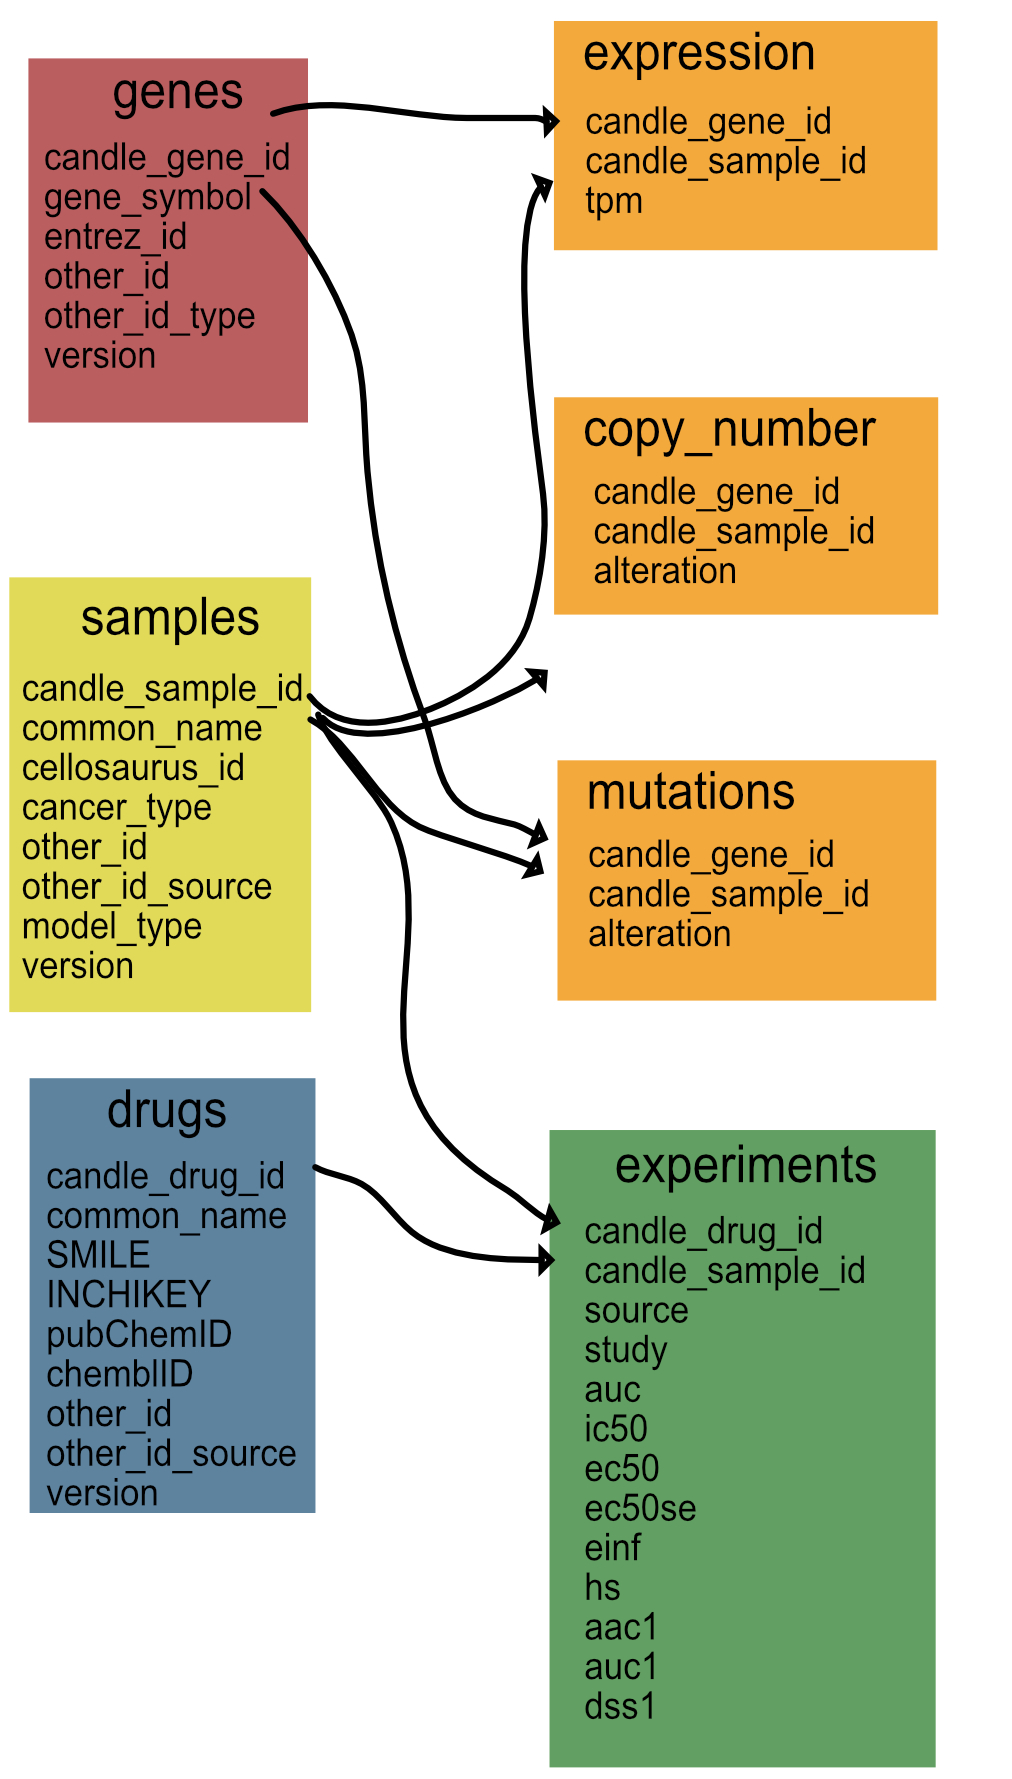 genes
candle_gene_id
gene_symbol
entrez_id
other_id
other_id_type
version
samples
candle_sample_id
common_name
cellosaurus_id
cancer_type
other_id
other_id_source
model_type
version
drugs
candle_drug_id
common_name
SMILE
INCHIKEY
pubChemID
chemblID
other_id
other_id_source
version
expression
candle_gene_id
candle_sample_id
tpm
copy_number
candle_gene_id
candle_sample_id
alteration
mutations
candle_gene_id
candle_sample_id
alteration
experiments
candle_drug_id
candle_sample_id
source
study
auc
ic50
ec50
ec50se
einf
hs
aac1
auc1
dss1